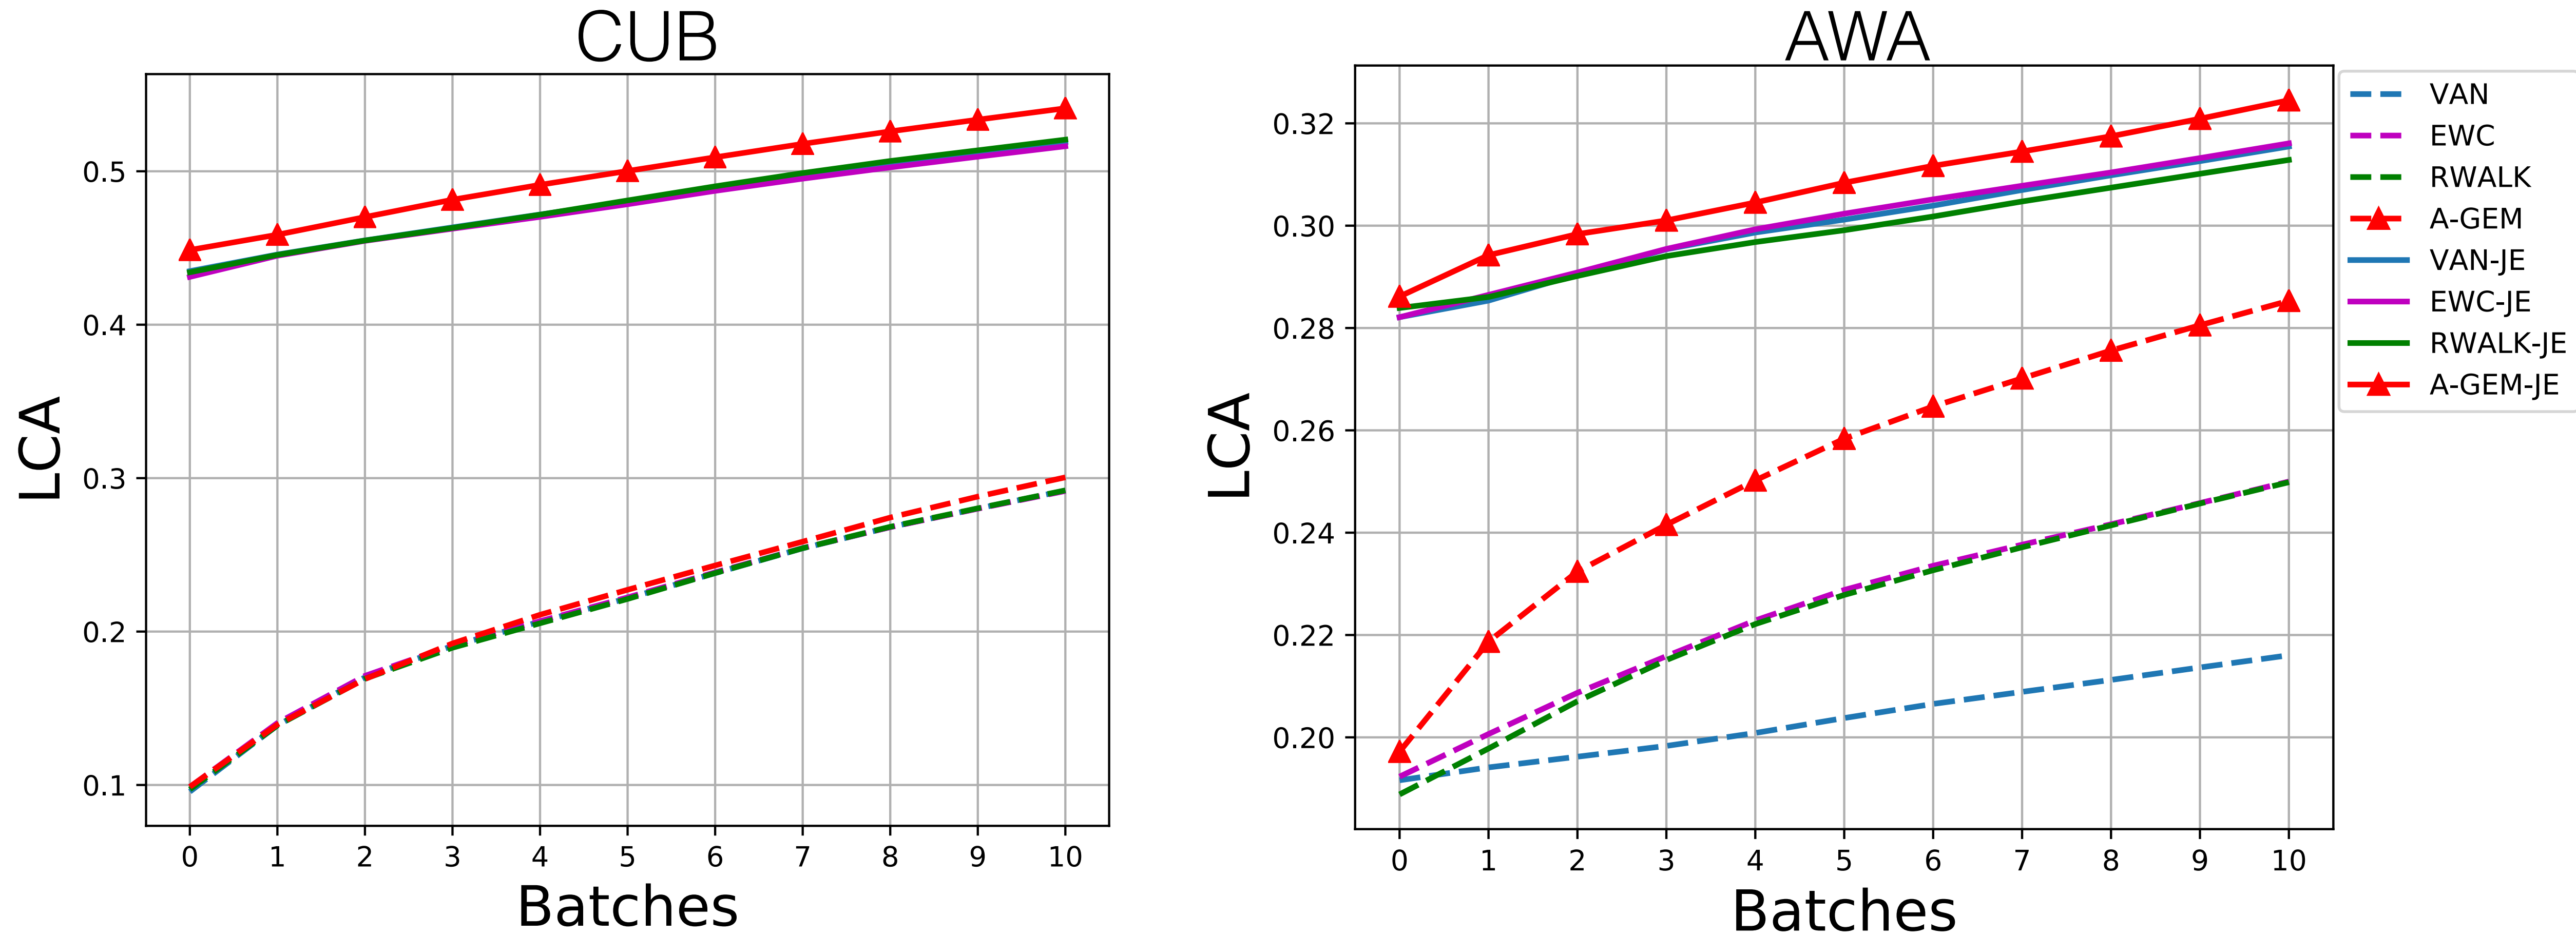 CUB
0.5
0.4
0.3
0.2
0.1
LCA
0 1 2 3 4 5 6 7 8 9 10
Batches
AWA
0.32
0.30
0.28
0.26
0.24
0.22
0.20
LCA
0 1 2 3 4 5 6 7 8 9 10
Batches
VAN
EWC
RWALK
A-GEM
VAN-JE
EWC-JE
RWALK-JE
A-GEM-JE